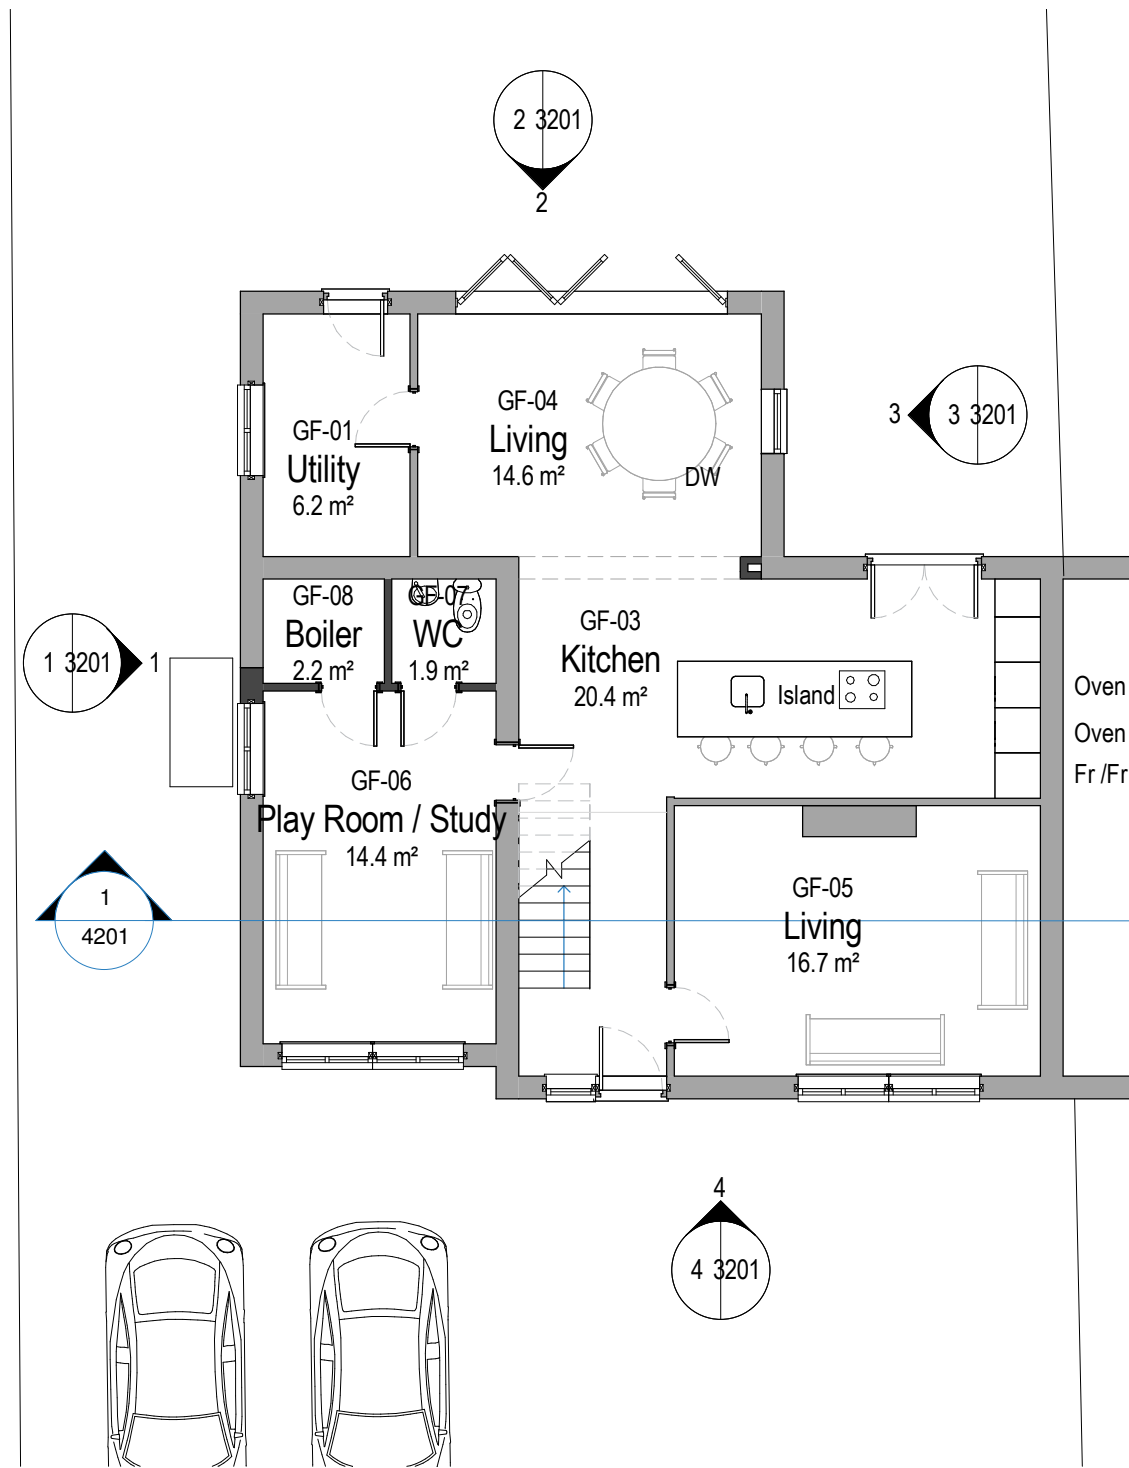 2 3201
2
GF-04
Living
14.6 m²
DW
GF-01
Utility
6.2 m²
3
3 3201
GF-08
Boiler
2.2 m²
GF-07
WC
1.9 m²
GF-03
Kitchen
20.4 m²
Island
1 3201
1
Oven
Oven
Fr /Fr
GF-06
Play Room / Study
14.4 m²
1
4201
GF-05
Living
16.7 m²
4
4 3201